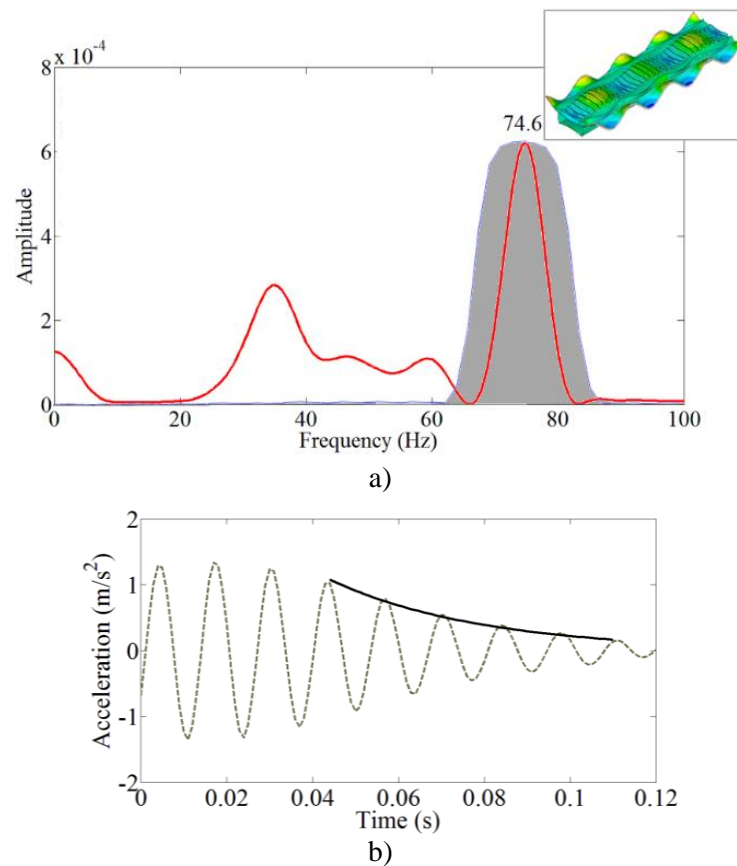 x 10⁻⁴
8
74.6
6
Amplitude
4
2
0
0 20 40 60 80 100
Frequency (Hz)
a)
2
1
Acceleration (m/s²)
0
-1
-2
0 0.02 0.04 0.06 0.08 0.1 0.12
Time (s)
b)